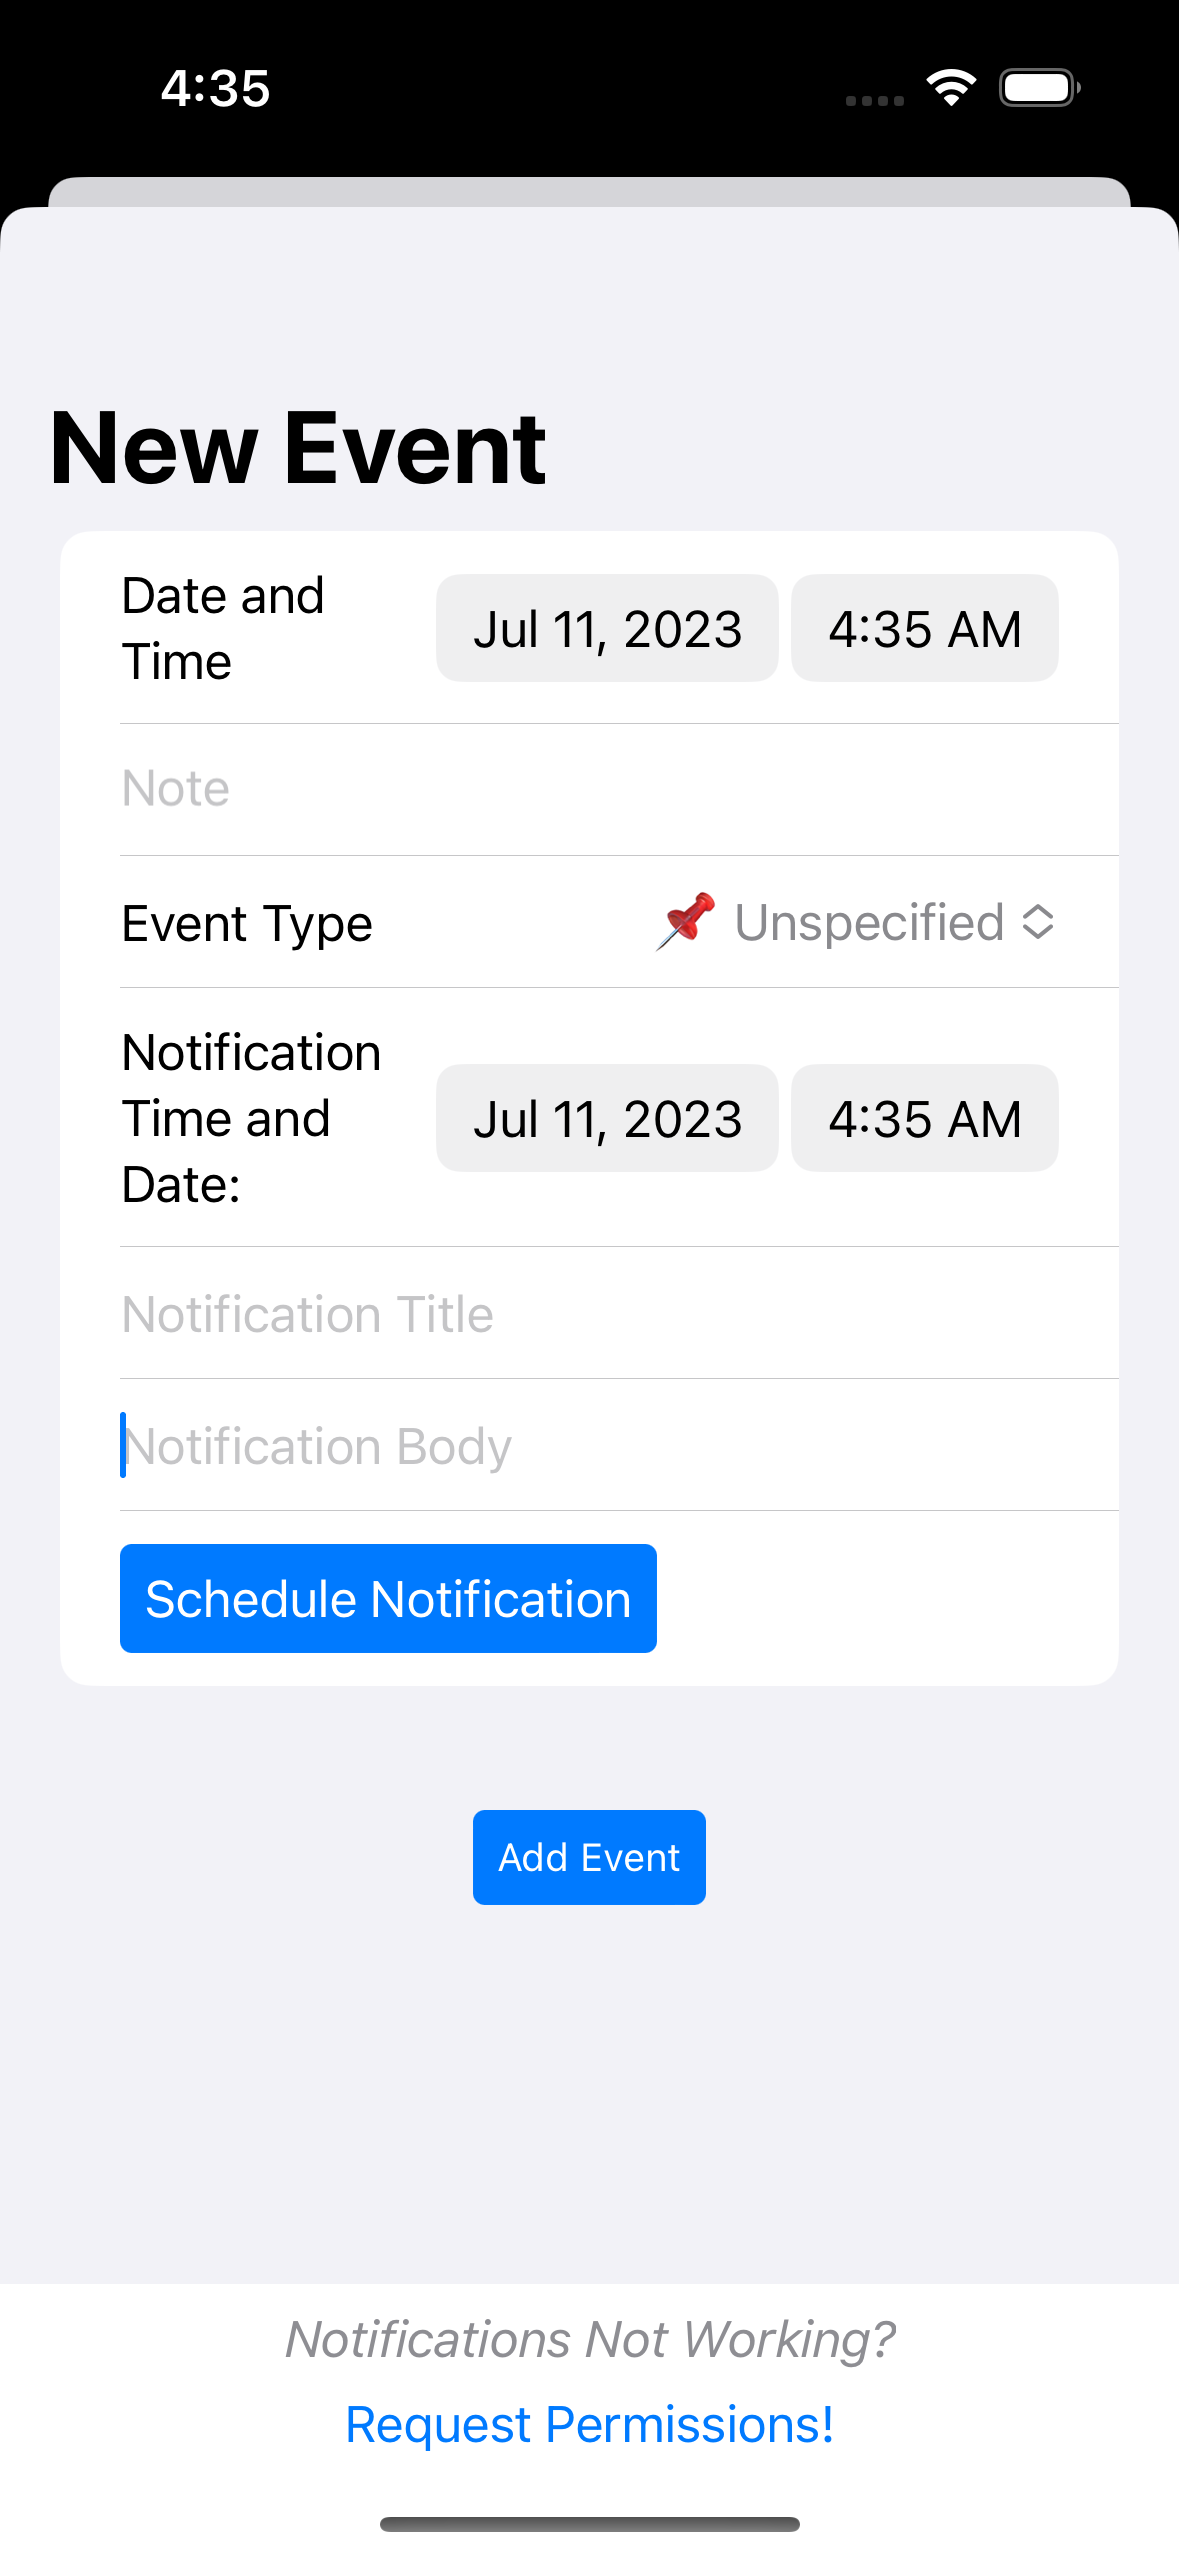 4:35
New Event
Date and
Time
Jul 11, 2023
4:35 AM
Note
Event Type
Unspecified
Notification
Time and
Date:
Jul 11, 2023
4:35 AM
Notification Title
Notification Body
Schedule Notification
Add Event
Notifications Not Working?
Request Permissions!